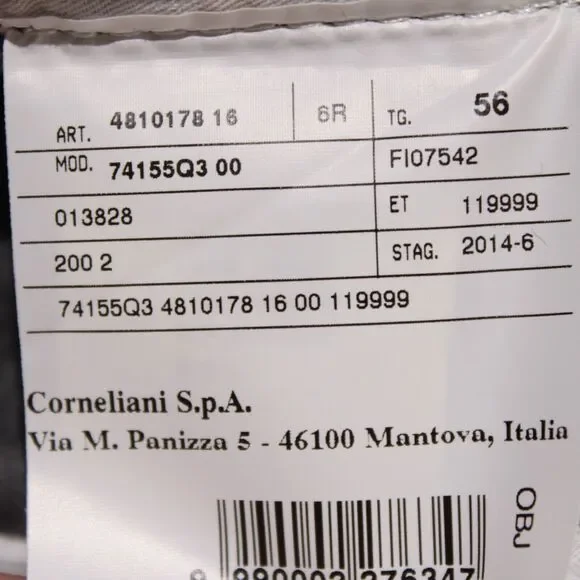 ART. 4810178 16 6R TG. 56
MOD. 74155Q3 00 FI07542
013828 ET 119999
200 2 STAG. 2014-6
74155Q3 4810178 16 00 119999
Corneliani S.p.A.
Via M. Panizza 5 - 46100 Mantova, Italia
OBJ